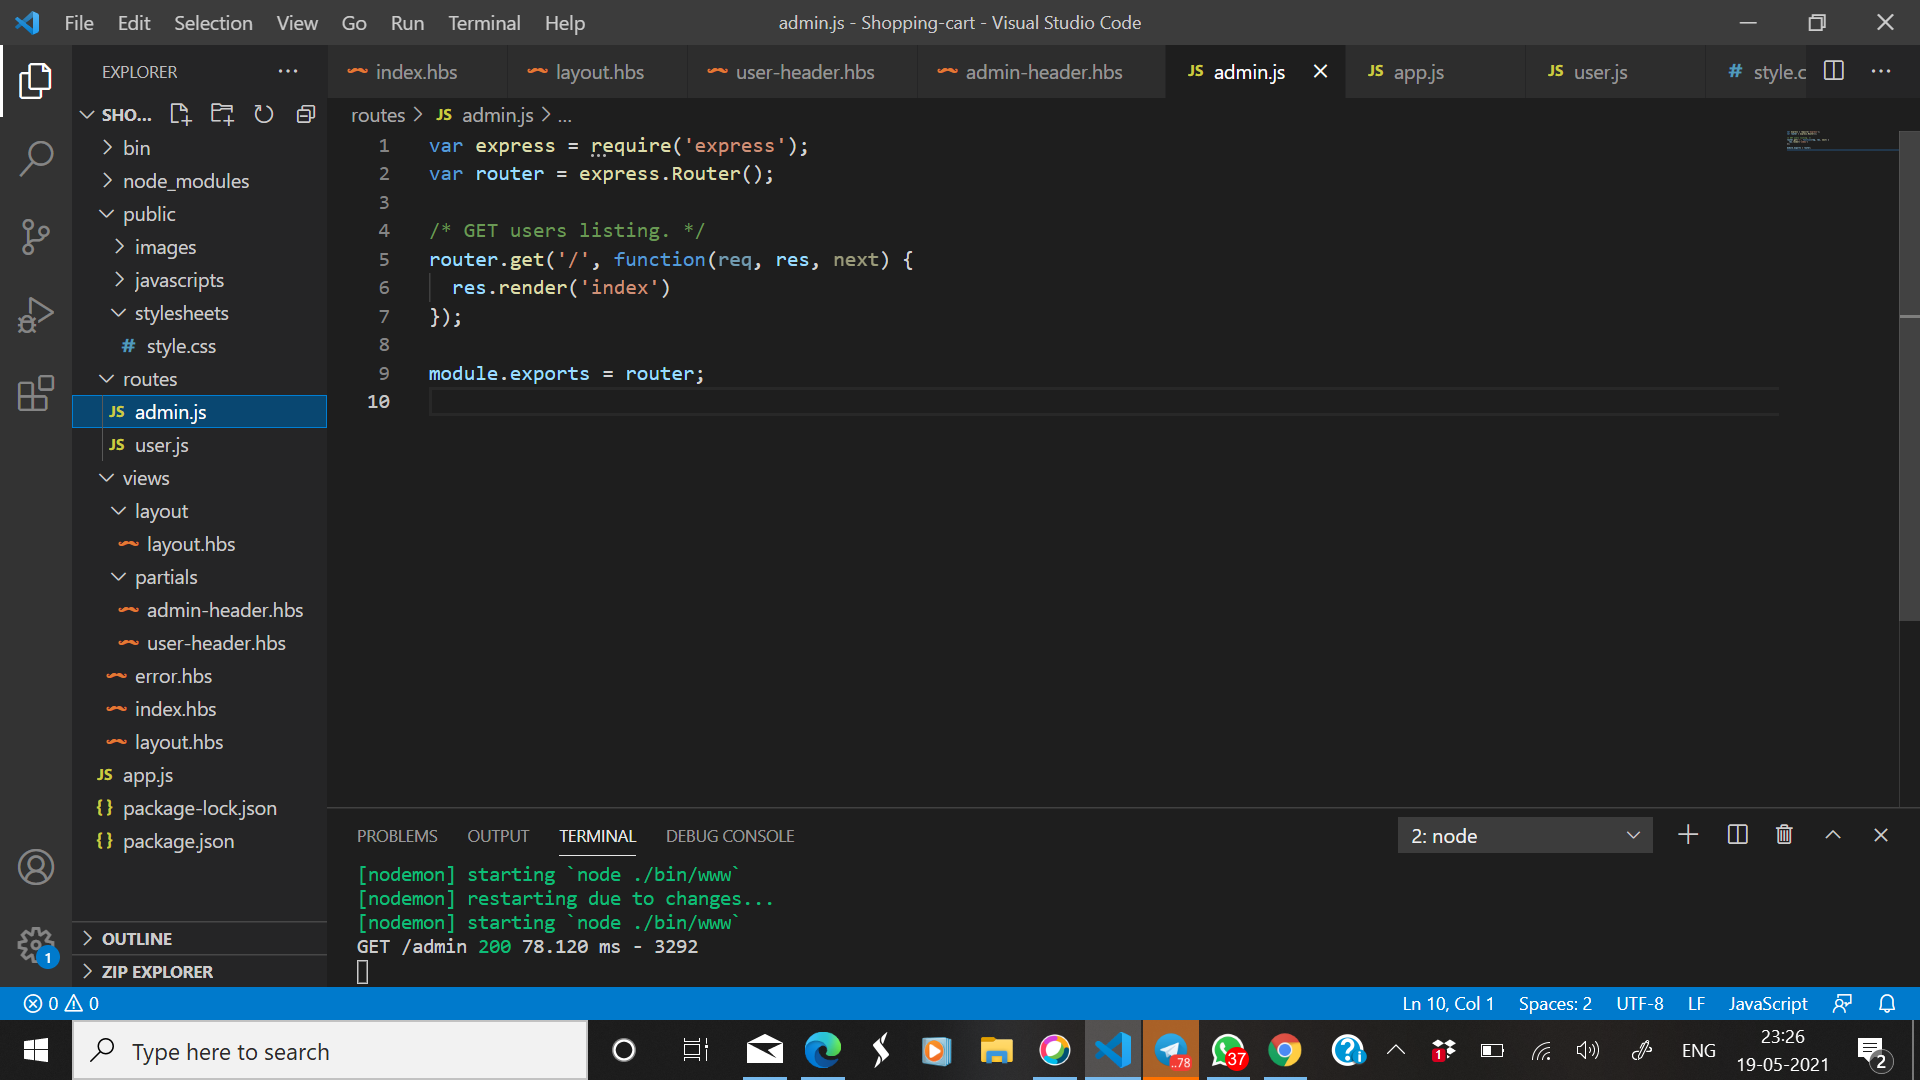 File Edit Selection View Go Run Terminal Help
admin.js - Shopping-cart - Visual Studio Code
EXPLORER
SHO...
bin
node_modules
public
images
javascripts
stylesheets
# style.css
routes
JS admin.js
JS user.js
views
layout
layout.hbs
partials
admin-header.hbs
user-header.hbs
error.hbs
index.hbs
layout.hbs
JS app.js
{} package-lock.json
{} package.json
OUTLINE
ZIP EXPLORER
1
index.hbs
layout.hbs
user-header.hbs
admin-header.hbs
JS admin.js
JS app.js
JS user.js
# style.c
routes > JS admin.js > ...
1 var express = require('express');
2 var router = express.Router();
3
4 /* GET users listing. */
5 router.get('/', function(req, res, next) {
6 res.render('index')
7 });
8
9 module.exports = router;
10
PROBLEMS OUTPUT TERMINAL DEBUG CONSOLE
2: node
[nodemon] starting `node ./bin/www`
[nodemon] restarting due to changes...
[nodemon] starting `node ./bin/www`
GET /admin 200 78.120 ms - 3292
0 0
Ln 10, Col 1 Spaces: 2 UTF-8 LF JavaScript
Type here to search
..78
37
1
ENG
23:26
19-05-2021
2